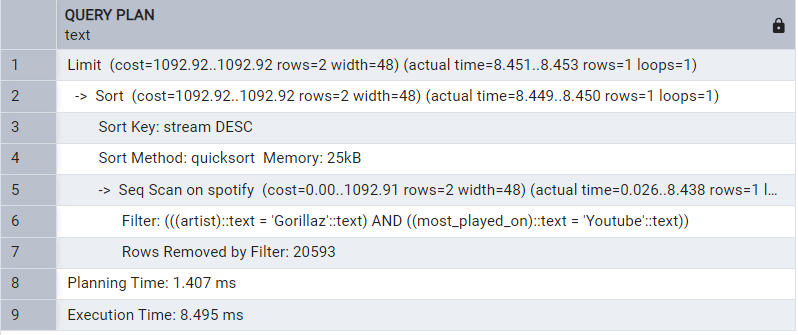 QUERY PLAN
text
1 Limit (cost=1092.92..1092.92 rows=2 width=48) (actual time=8.451..8.453 rows=1 loops=1)
2 -> Sort (cost=1092.92..1092.92 rows=2 width=48) (actual time=8.449..8.450 rows=1 loops=1)
3 Sort Key: stream DESC
4 Sort Method: quicksort Memory: 25kB
5 -> Seq Scan on spotify (cost=0.00..1092.91 rows=2 width=48) (actual time=0.026..8.438 rows=1 l...
6 Filter: (((artist)::text = 'Gorillaz'::text) AND ((most_played_on)::text = 'Youtube'::text))
7 Rows Removed by Filter: 20593
8 Planning Time: 1.407 ms
9 Execution Time: 8.495 ms